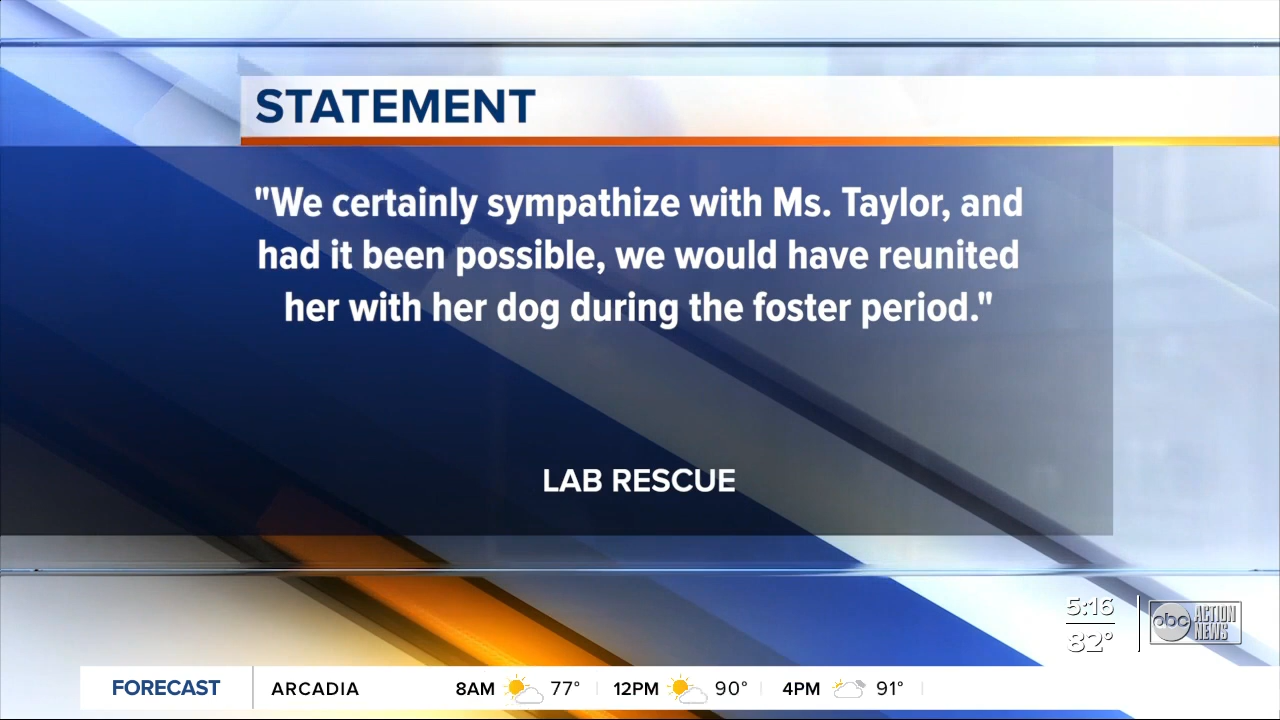 STATEMENT
"We certainly sympathize with Ms. Taylor, and
had it been possible, we would have reunited
her with her dog during the foster period."
LAB RESCUE
5:16
82°
abc ACTION
NEWS
FORECAST ARCADIA 8AM 77° 12PM 90° 4PM 91°